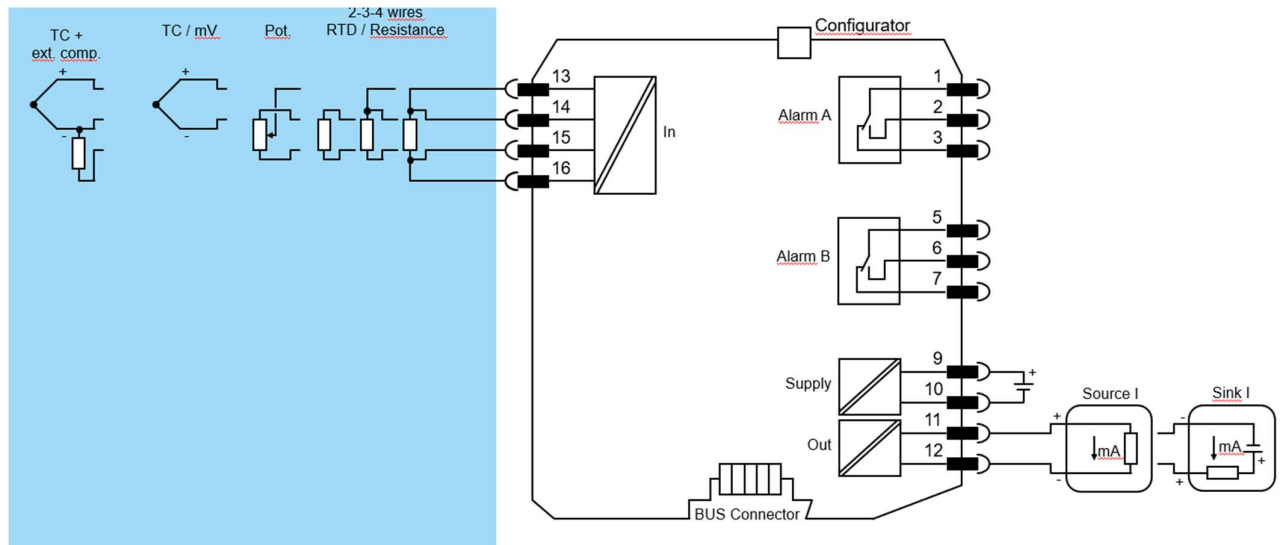 2-3-4 wires
RTD / Resistance
TC +
ext. comp.
TC / mV
Pot.
Configurator
+
-
+
-
13
14
15
16
In
Alarm A
1
2
3
Alarm B
5
6
7
Supply
9
10
+
Out
11
12
Source I
+
mA
-
Sink I
-
mA
+
+
BUS Connector